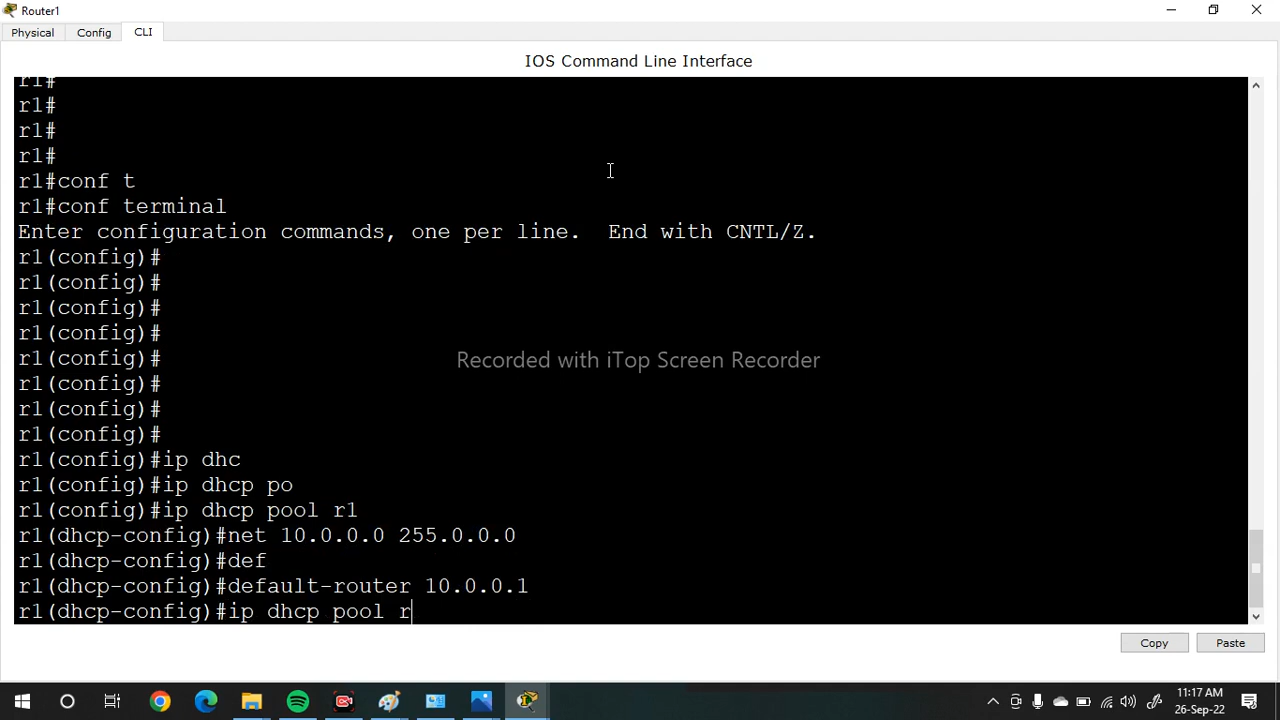 Router1
Physical Config CLI
IOS Command Line Interface
r1#
r1#
r1#
r1#
r1#conf t
r1#conf terminal
Enter configuration commands, one per line.  End with CNTL/Z.
r1(config)#
r1(config)#
r1(config)#
r1(config)#
r1(config)#
r1(config)#
r1(config)#
r1(config)#
r1(config)#ip dhc
r1(config)#ip dhcp po
r1(config)#ip dhcp pool r1
r1(dhcp-config)#net 10.0.0.0 255.0.0.0
r1(dhcp-config)#def
r1(dhcp-config)#default-router 10.0.0.1
r1(dhcp-config)#ip dhcp pool r
Recorded with iTop Screen Recorder
Copy Paste
11:17 AM
26-Sep-22